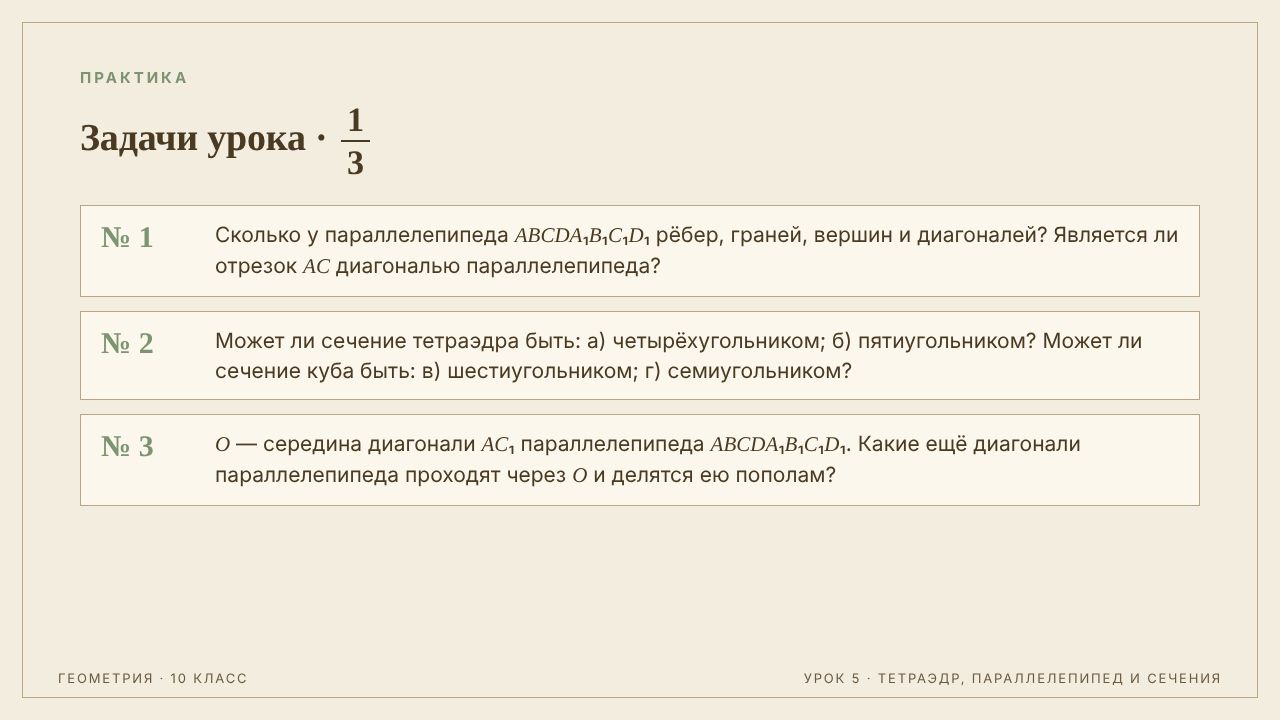 ПРАКТИКА
Задачи урока · 1/3
№ 1
Сколько у параллелепипеда ABCDA₁B₁C₁D₁ рёбер, граней, вершин и диагоналей? Является ли
отрезок AC диагональю параллелепипеда?
№ 2
Может ли сечение тетраэдра быть: а) четырёхугольником; б) пятиугольником? Может ли
сечение куба быть: в) шестиугольником; г) семиугольником?
№ 3
O — середина диагонали AC₁ параллелепипеда ABCDA₁B₁C₁D₁. Какие ещё диагонали
параллелепипеда проходят через O и делятся ею пополам?
ГЕОМЕТРИЯ · 10 КЛАСС
УРОК 5 · ТЕТРАЭДР, ПАРАЛЛЕЛЕПИПЕД И СЕЧЕНИЯ